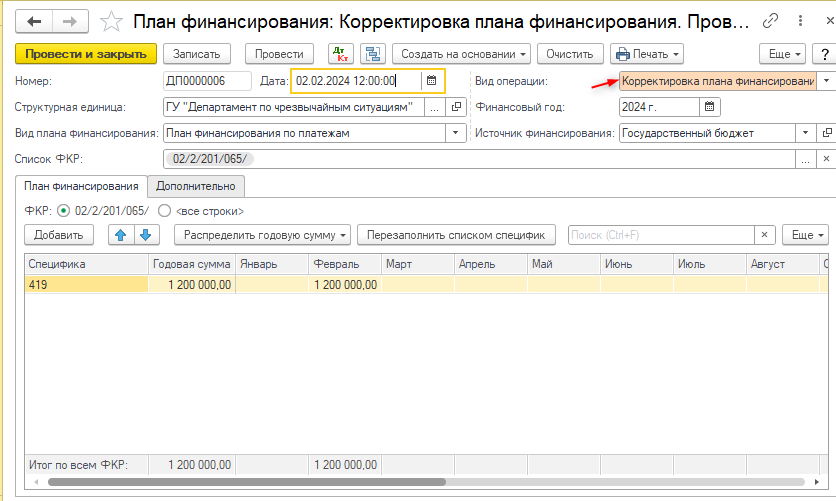 План финансирования: Корректировка плана финансирования. Пров...
Провести и закрыть Записать Провести Дт Кт Создать на основании Очистить Печать Еще ?
Номер: ДП0000006 Дата: 02.02.2024 12:00:00 Вид операции: Корректировка плана финансировани
Структурная единица: ГУ "Департамент по чрезвычайным ситуациям" ... Финансовый год: 2024 г.
Вид плана финансирования: План финансирования по платежам Источник финансирования: Государственный бюджет
Список ФКР: 02/2/201/065/ ... ×
План финансирования Дополнительно
ФКР: 02/2/201/065/ <все строки>
Добавить Распределить годовую сумму Перезаполнить списком специфик Поиск (Ctrl+F) × Еще
Специфика Годовая сумма Январь Февраль Март Апрель Май Июнь Июль Август
419 1 200 000,00 1 200 000,00
Итог по всем ФКР: 1 200 000,00 1 200 000,00